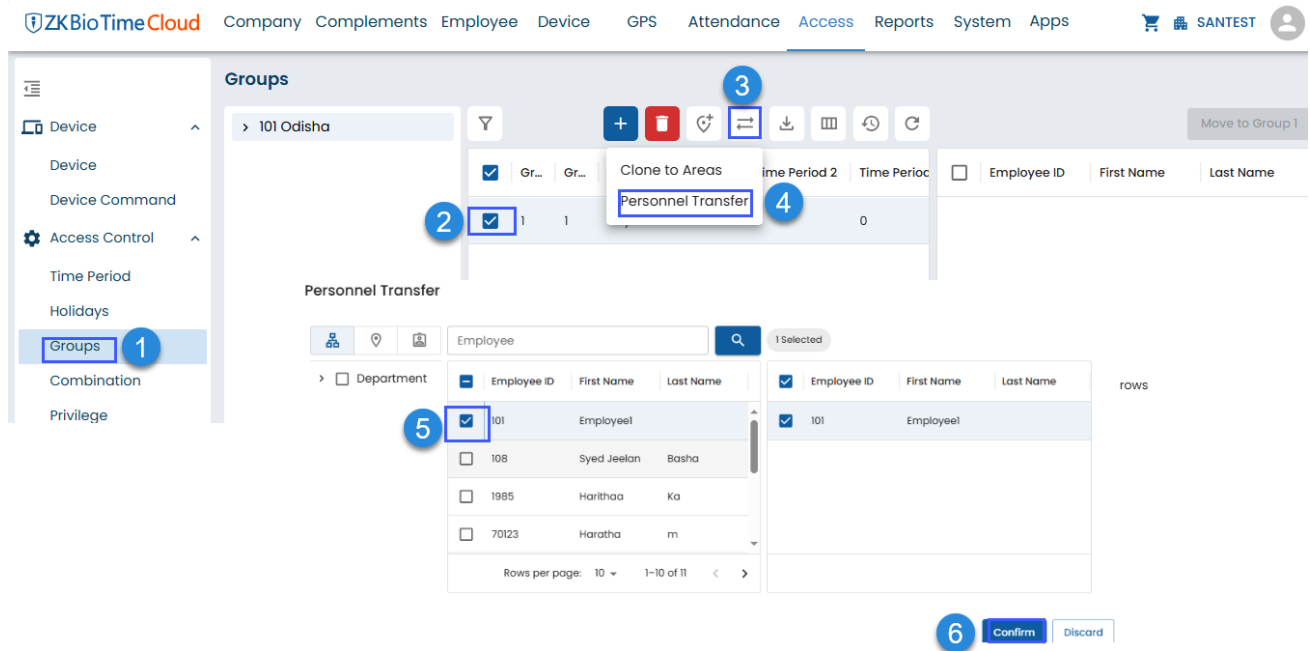 ZKBioTime Cloud Company Complements Employee Device GPS Attendance Access Reports System Apps SANTEST
Groups
3
Device
101 Odisha
Move to Group 1
Device
Device Command
Access Control
Gr... Gr... ime Period 2 Time Perioc Employee ID First Name Last Name
Clone to Areas
Personnel Transfer 4
2 1 1 0
Time Period
Holidays
Groups 1
Combination
Privilege
Personnel Transfer
Employee 1 Selected
Department Employee ID First Name Last Name Employee ID First Name Last Name rows
5 101 Employee1 101 Employee1
108 Syed Jeelan Basha
1985 Harithaa Ka
70123 Haratha m
Rows per page: 10 1-10 of 11
6 Confirm Discard